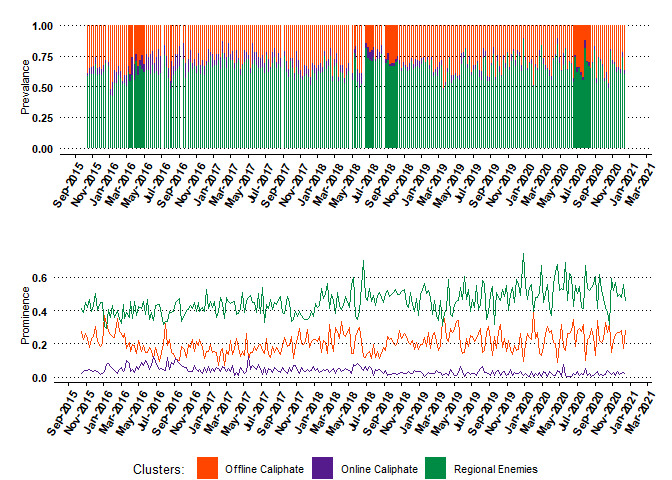 1.00
0.75
0.50
0.25
0.00
Prevalance
Sep-2015
Nov-2015
Jan-2016
Mar-2016
May-2016
Jul-2016
Sep-2016
Nov-2016
Jan-2017
Mar-2017
May-2017
Jul-2017
Sep-2017
Nov-2017
Jan-2018
Mar-2018
May-2018
Jul-2018
Sep-2018
Nov-2018
Jan-2019
Mar-2019
May-2019
Jul-2019
Sep-2019
Nov-2019
Jan-2020
Mar-2020
May-2020
Jul-2020
Sep-2020
Nov-2020
Jan-2021
Mar-2021
0.6
0.4
0.2
0.0
Prominence
Sep-2015
Nov-2015
Jan-2016
Mar-2016
May-2016
Jul-2016
Sep-2016
Nov-2016
Jan-2017
Mar-2017
May-2017
Jul-2017
Sep-2017
Nov-2017
Jan-2018
Mar-2018
May-2018
Jul-2018
Sep-2018
Nov-2018
Jan-2019
Mar-2019
May-2019
Jul-2019
Sep-2019
Nov-2019
Jan-2020
Mar-2020
May-2020
Jul-2020
Sep-2020
Nov-2020
Jan-2021
Mar-2021
Clusters: Offline Caliphate Online Caliphate Regional Enemies